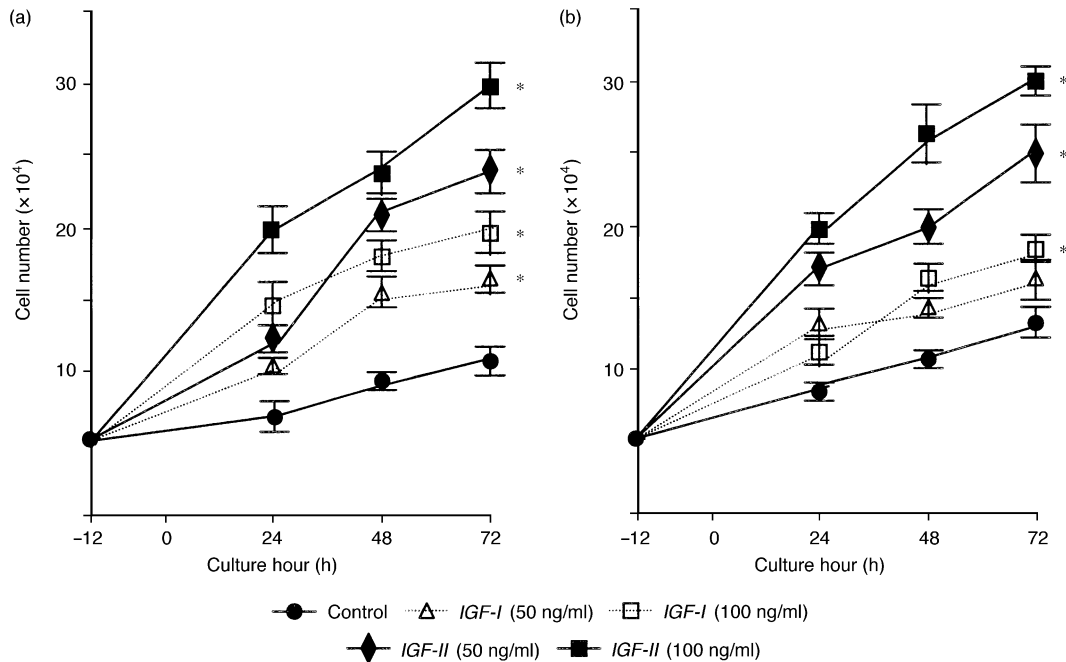 (a)
(b)
Cell number (×10⁴)
30
20
10
*
*
*
*
−12
0
24
48
72
Culture hour (h)
Cell number (×10⁴)
30
20
10
*
*
*
−12
0
24
48
72
Culture hour (h)
Control IGF-I (50 ng/ml) IGF-I (100 ng/ml)
IGF-II (50 ng/ml) IGF-II (100 ng/ml)